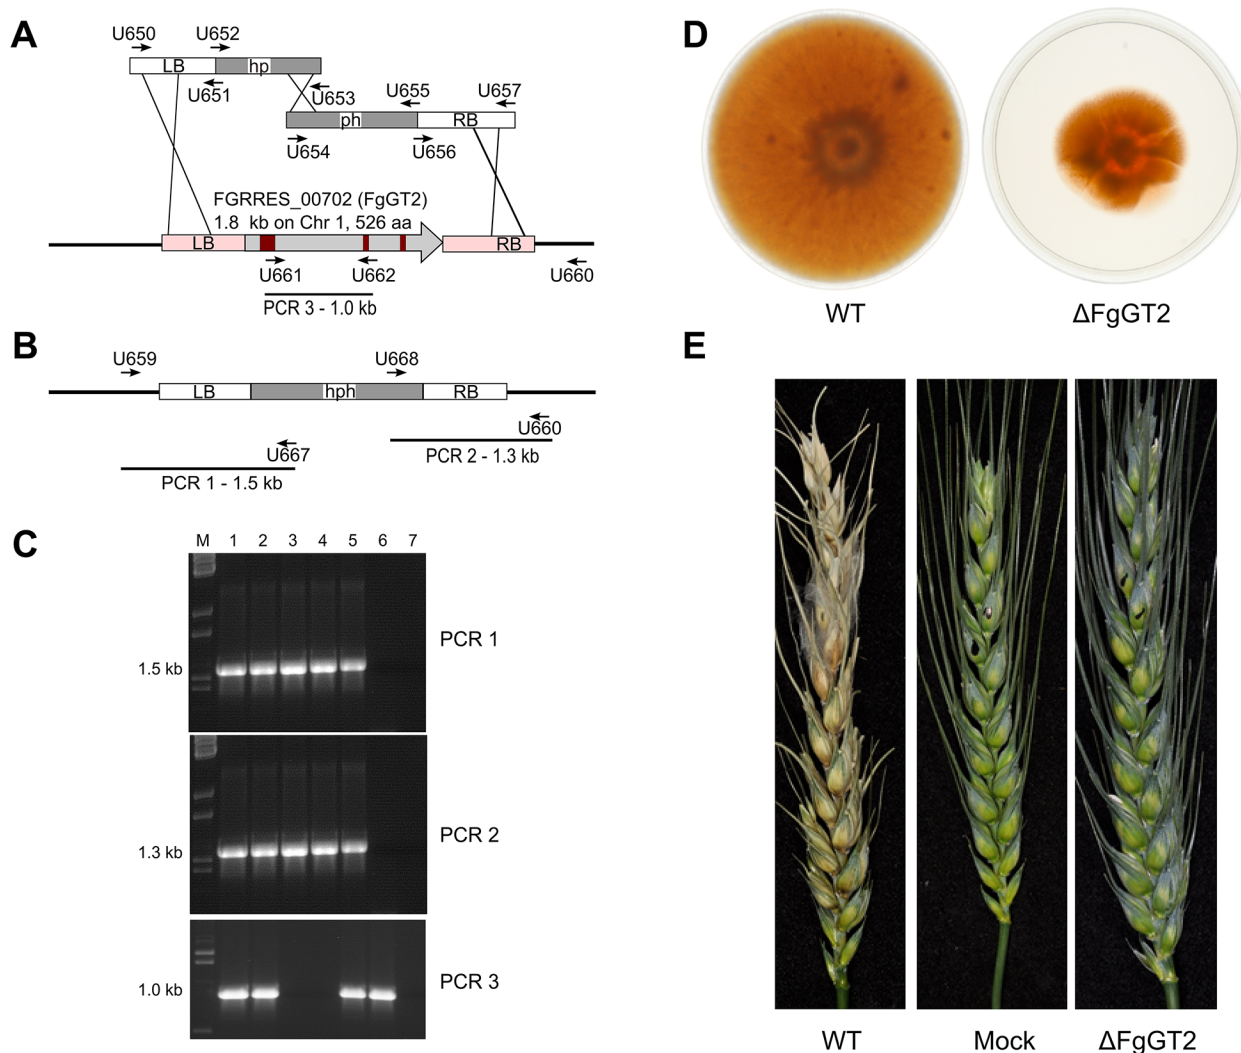 A
U650 U652
LB hp
U651
U653 U655 U657
ph RB
U654 U656
FGRRES_00702 (FgGT2)
1.8 kb on Chr 1, 526 aa
LB RB
U661 U662 U660
PCR 3 - 1.0 kb
B
U659 U668
LB hph RB
U667 U660
PCR 2 - 1.3 kb
PCR 1 - 1.5 kb
C
M 1 2 3 4 5 6 7
1.5 kb PCR 1
1.3 kb PCR 2
1.0 kb PCR 3
D
WT ΔFgGT2
E
WT Mock ΔFgGT2